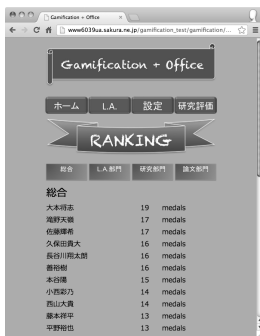 Gamification + Office
www6039ua.sakura.ne.jp/gamification_test/gamification/...
Gamification + Office
ホーム L.A. 設定 研究評価
RANKING
総合 L.A.部門 研究部門 論文部門
総合
大本将志 19 medals
滝野天嶺 17 medals
佐藤輝希 17 medals
久保田貴大 16 medals
長谷川翔太朗 16 medals
善裕樹 16 medals
本谷陽 15 medals
小西彩乃 14 medals
西山大貴 14 medals
藤本祥平 13 medals
平野裕也 13 medals